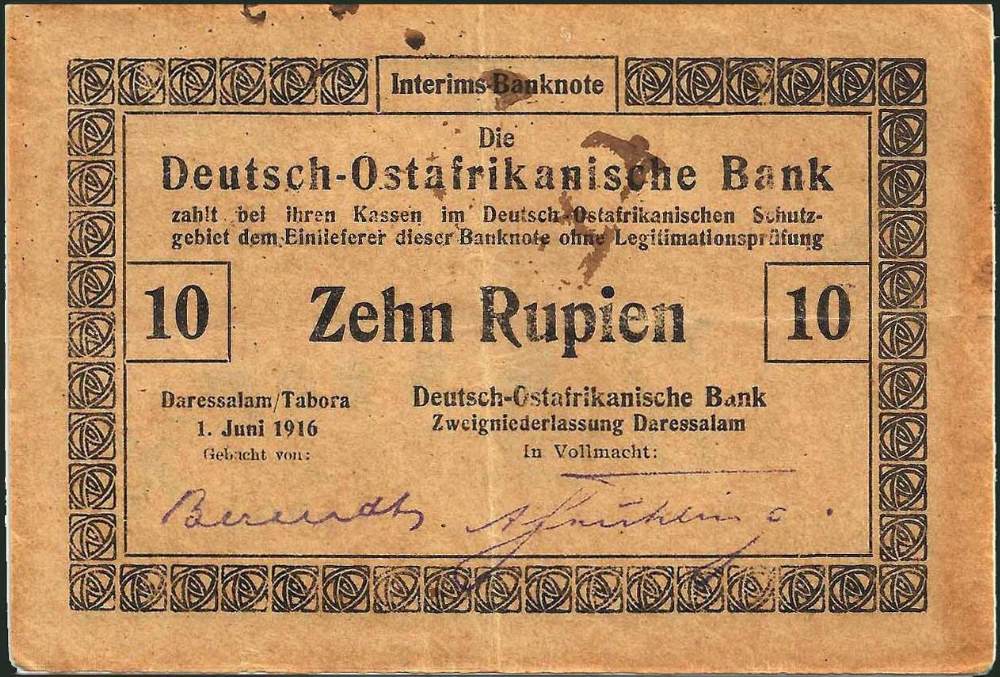 Interims-Banknote
Die
Deutsch-Ostafrikanische Bank
zahlt bei ihren Kassen im Deutsch-Ostafrikanischen Schutz-
gebiet dem Einlieferer dieser Banknote ohne Legitimationsprüfung
10 Zehn Rupien 10
Daressalam/Tabora
1. Juni 1916
Gebucht von:
Deutsch-Ostafrikanische Bank
Zweigniederlassung Daressalam
In Vollmacht:
Berendt